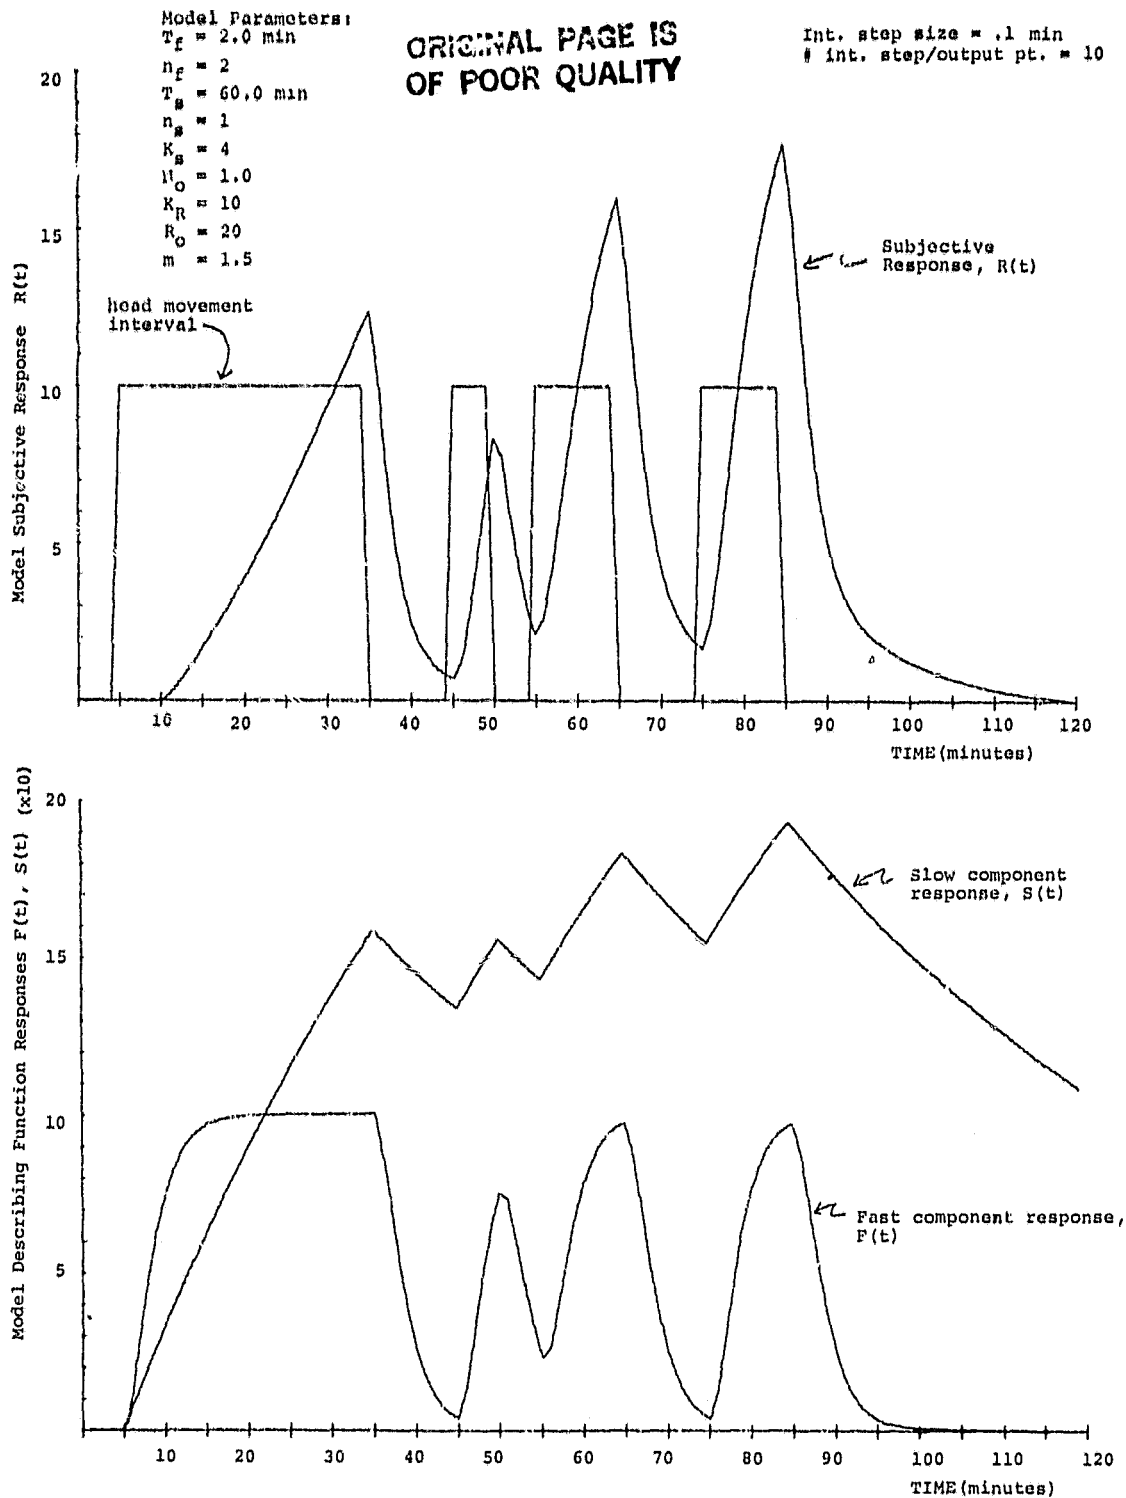 Model Parameters:
T_f = 2.0 min
n_f = 2
T_s = 60.0 min
n_s = 1
K_s = 4
_o = 1.0
K_R = 10
R_o = 20
m = 1.5
ORIGINAL PAGE IS
OF POOR QUALITY
Int. step size = .1 min
# int. step/output pt. = 10
Model Subjective Response R(t)
20
15
10
5
head movement
interval
Subjective
Response, R(t)
10 20 30 40 50 60 70 80 90 100 110 120
TIME(minutes)
Model Describing Function Responses F(t), S(t) (x10)
20
15
10
5
Slow component
response, S(t)
Fast component response,
F(t)
10 20 30 40 50 60 70 80 90 100 110 120
TIME(minutes)